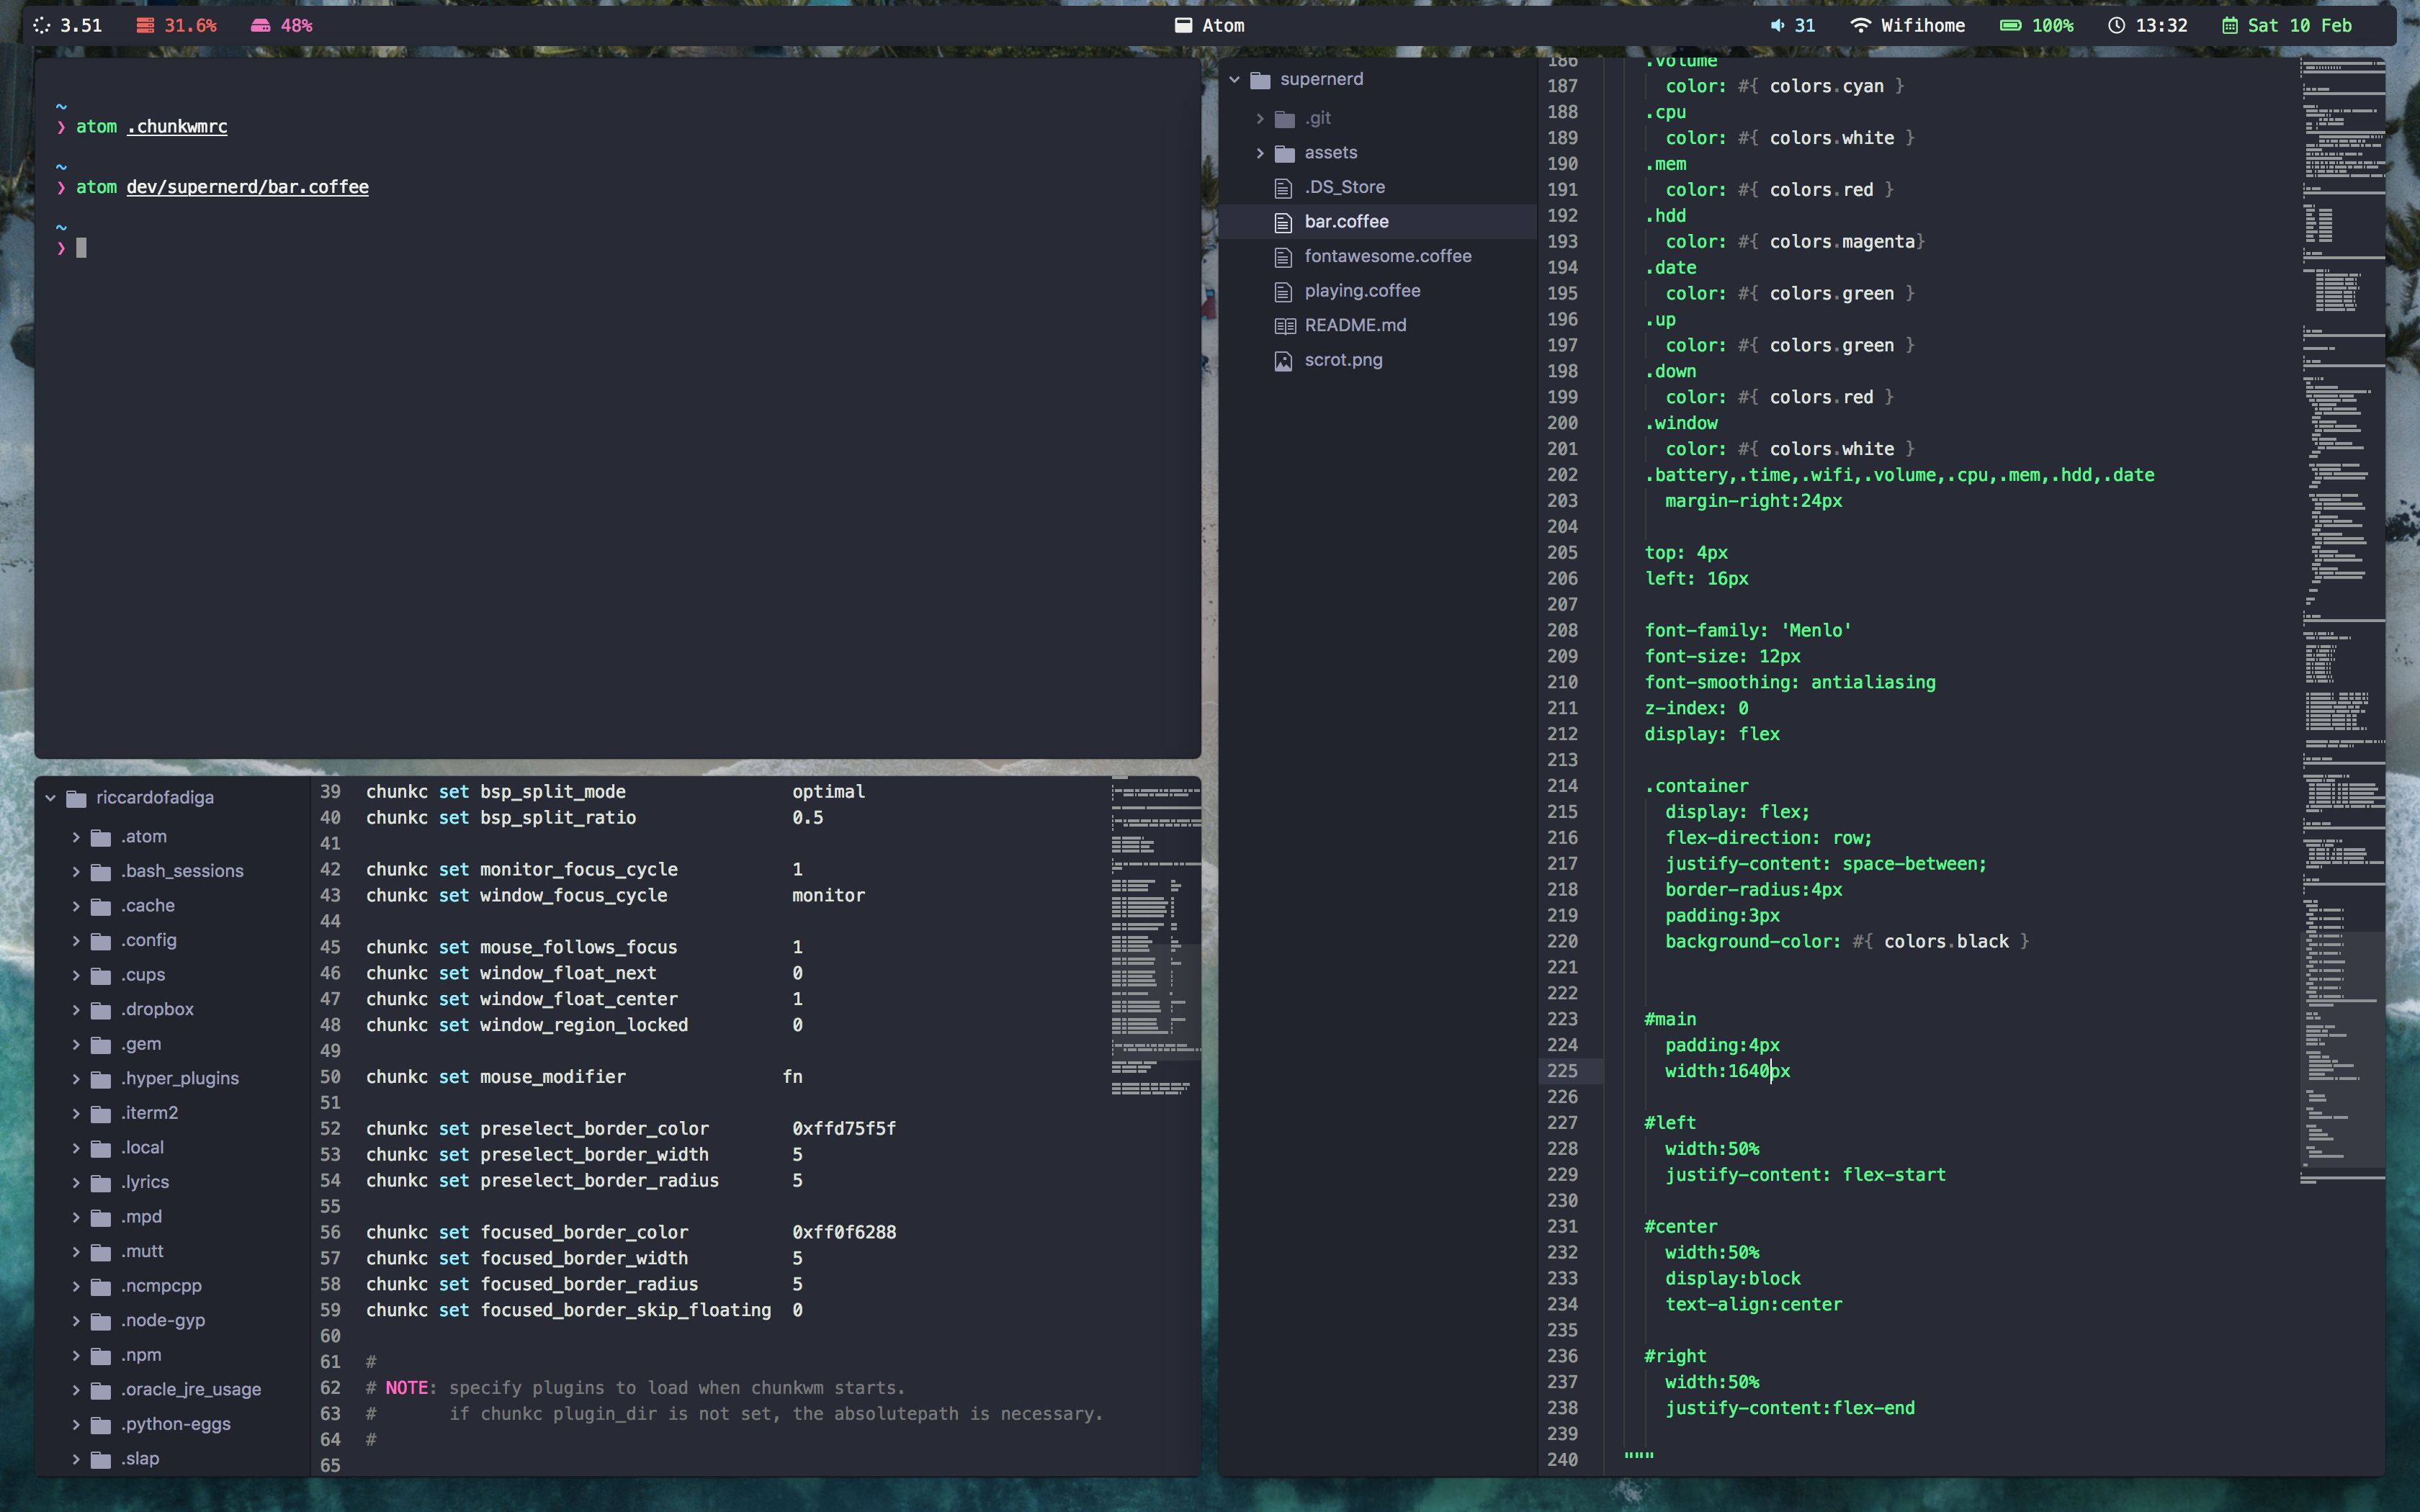 3.51 31.6% 48% Atom 31 Wifihome 100% 13:32 Sat 10 Feb
~
❯ atom .chunkwmrc
~
❯ atom dev/supernerd/bar.coffee
~
❯
riccardofadiga
.atom
.bash_sessions
.cache
.config
.cups
.dropbox
.gem
.hyper_plugins
.iterm2
.local
.lyrics
.mpd
.mutt
.ncmpcpp
.node-gyp
.npm
.oracle_jre_usage
.python-eggs
.slap
39 chunkc set bsp_split_mode optimal
40 chunkc set bsp_split_ratio 0.5
41
42 chunkc set monitor_focus_cycle 1
43 chunkc set window_focus_cycle monitor
44
45 chunkc set mouse_follows_focus 1
46 chunkc set window_float_next 0
47 chunkc set window_float_center 1
48 chunkc set window_region_locked 0
49
50 chunkc set mouse_modifier fn
51
52 chunkc set preselect_border_color 0xffd75f5f
53 chunkc set preselect_border_width 5
54 chunkc set preselect_border_radius 5
55
56 chunkc set focused_border_color 0xff0f6288
57 chunkc set focused_border_width 5
58 chunkc set focused_border_radius 5
59 chunkc set focused_border_skip_floating 0
60
61 #
62 # NOTE: specify plugins to load when chunkwm starts.
63 # if chunkc plugin_dir is not set, the absolutepath is necessary.
64 #
65
supernerd
.git
assets
.DS_Store
bar.coffee
fontawesome.coffee
playing.coffee
README.md
scrot.png
186 .volume
187 color: #{ colors.cyan }
188 .cpu
189 color: #{ colors.white }
190 .mem
191 color: #{ colors.red }
192 .hdd
193 color: #{ colors.magenta}
194 .date
195 color: #{ colors.green }
196 .up
197 color: #{ colors.green }
198 .down
199 color: #{ colors.red }
200 .window
201 color: #{ colors.white }
202 .battery,.time,.wifi,.volume,.cpu,.mem,.hdd,.date
203 margin-right:24px
204
205 top: 4px
206 left: 16px
207
208 font-family: 'Menlo'
209 font-size: 12px
210 font-smoothing: antialiasing
211 z-index: 0
212 display: flex
213
214 .container
215 display: flex;
216 flex-direction: row;
217 justify-content: space-between;
218 border-radius:4px
219 padding:3px
220 background-color: #{ colors.black }
221
222
223 #main
224 padding:4px
225 width:1640px
226
227 #left
228 width:50%
229 justify-content: flex-start
230
231 #center
232 width:50%
233 display:block
234 text-align:center
235
236 #right
237 width:50%
238 justify-content:flex-end
239
240 """